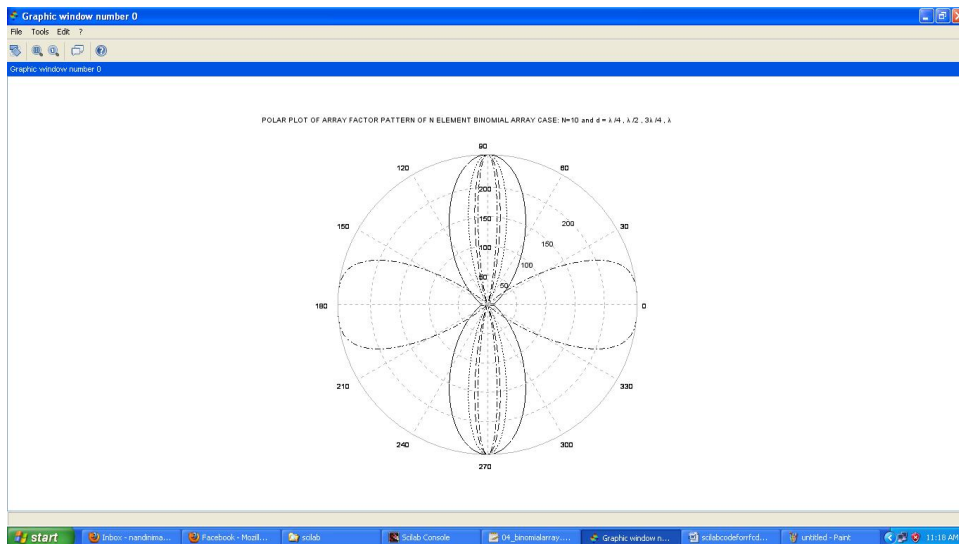 Graphic window number 0
File Tools Edit ?
Graphic window number 0
POLAR PLOT OF ARRAY FACTOR PATTERN OF N ELEMENT BINOMIAL ARRAY CASE: N=10 and d = λ /4 , λ /2 , 3λ /4 , λ
90
120
60
200
150
200
30
150
150
100
100
50
50
180
0
210
330
240
300
270
start
Inbox - nandnima...
Facebook - Mozill...
scilab
Scilab Console
04_binomialarray....
Graphic window n...
scilabcodeforrfcd...
untitled - Paint
11:18 AM